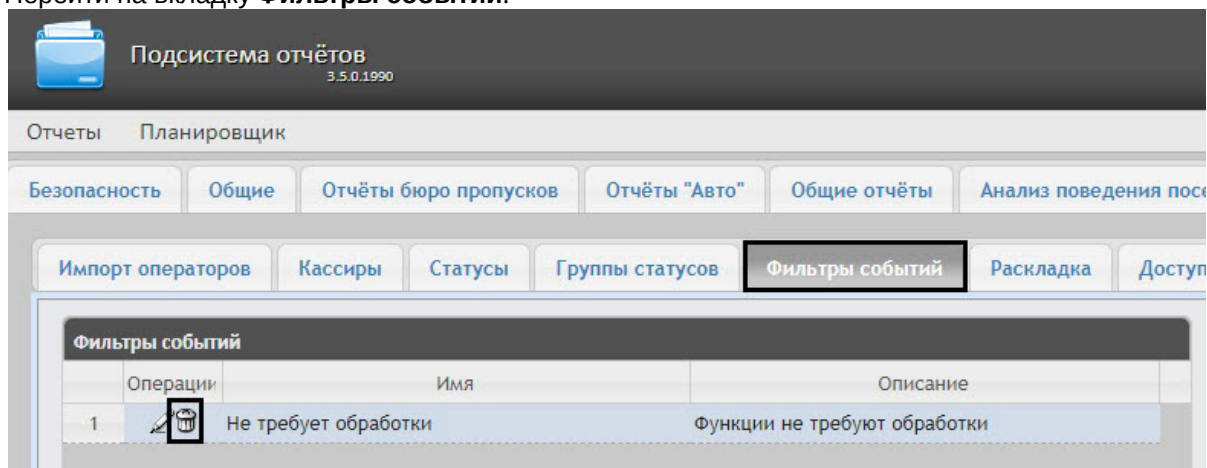 Перейти на вкладку Фильтры событий.
Подсистема отчётов
3.5.0.1990
Отчеты Планировщик
Безопасность Общие Отчёты бюро пропусков Отчёты "Авто" Общие отчёты Анализ поведения посе
Импорт операторов Кассиры Статусы Группы статусов Фильтры событий Раскладка Доступ
Фильтры событий
Операции Имя Описание
1 Не требует обработки Функции не требуют обработки